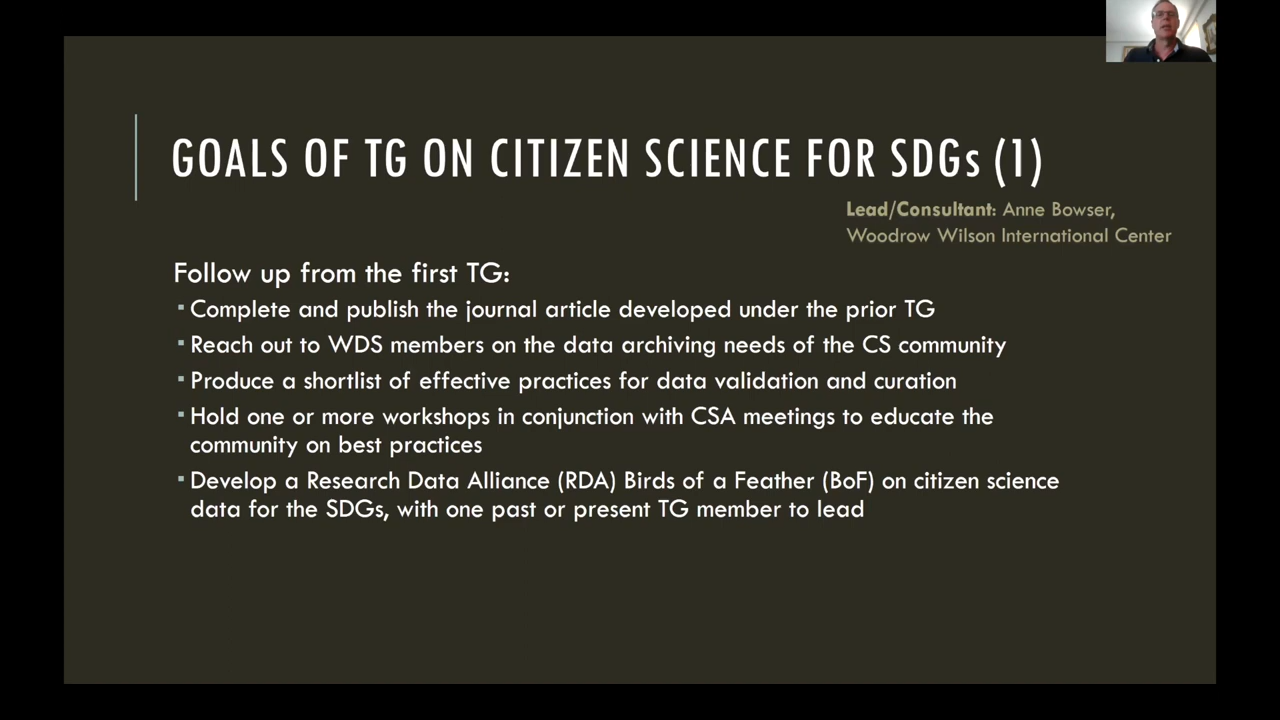 GOALS OF TG ON CITIZEN SCIENCE FOR SDGs (1)
Lead/Consultant: Anne Bowser,
Woodrow Wilson International Center
Follow up from the first TG:
▪ Complete and publish the journal article developed under the prior TG
▪ Reach out to WDS members on the data archiving needs of the CS community
▪ Produce a shortlist of effective practices for data validation and curation
▪ Hold one or more workshops in conjunction with CSA meetings to educate the
community on best practices
▪ Develop a Research Data Alliance (RDA) Birds of a Feather (BoF) on citizen science
data for the SDGs, with one past or present TG member to lead